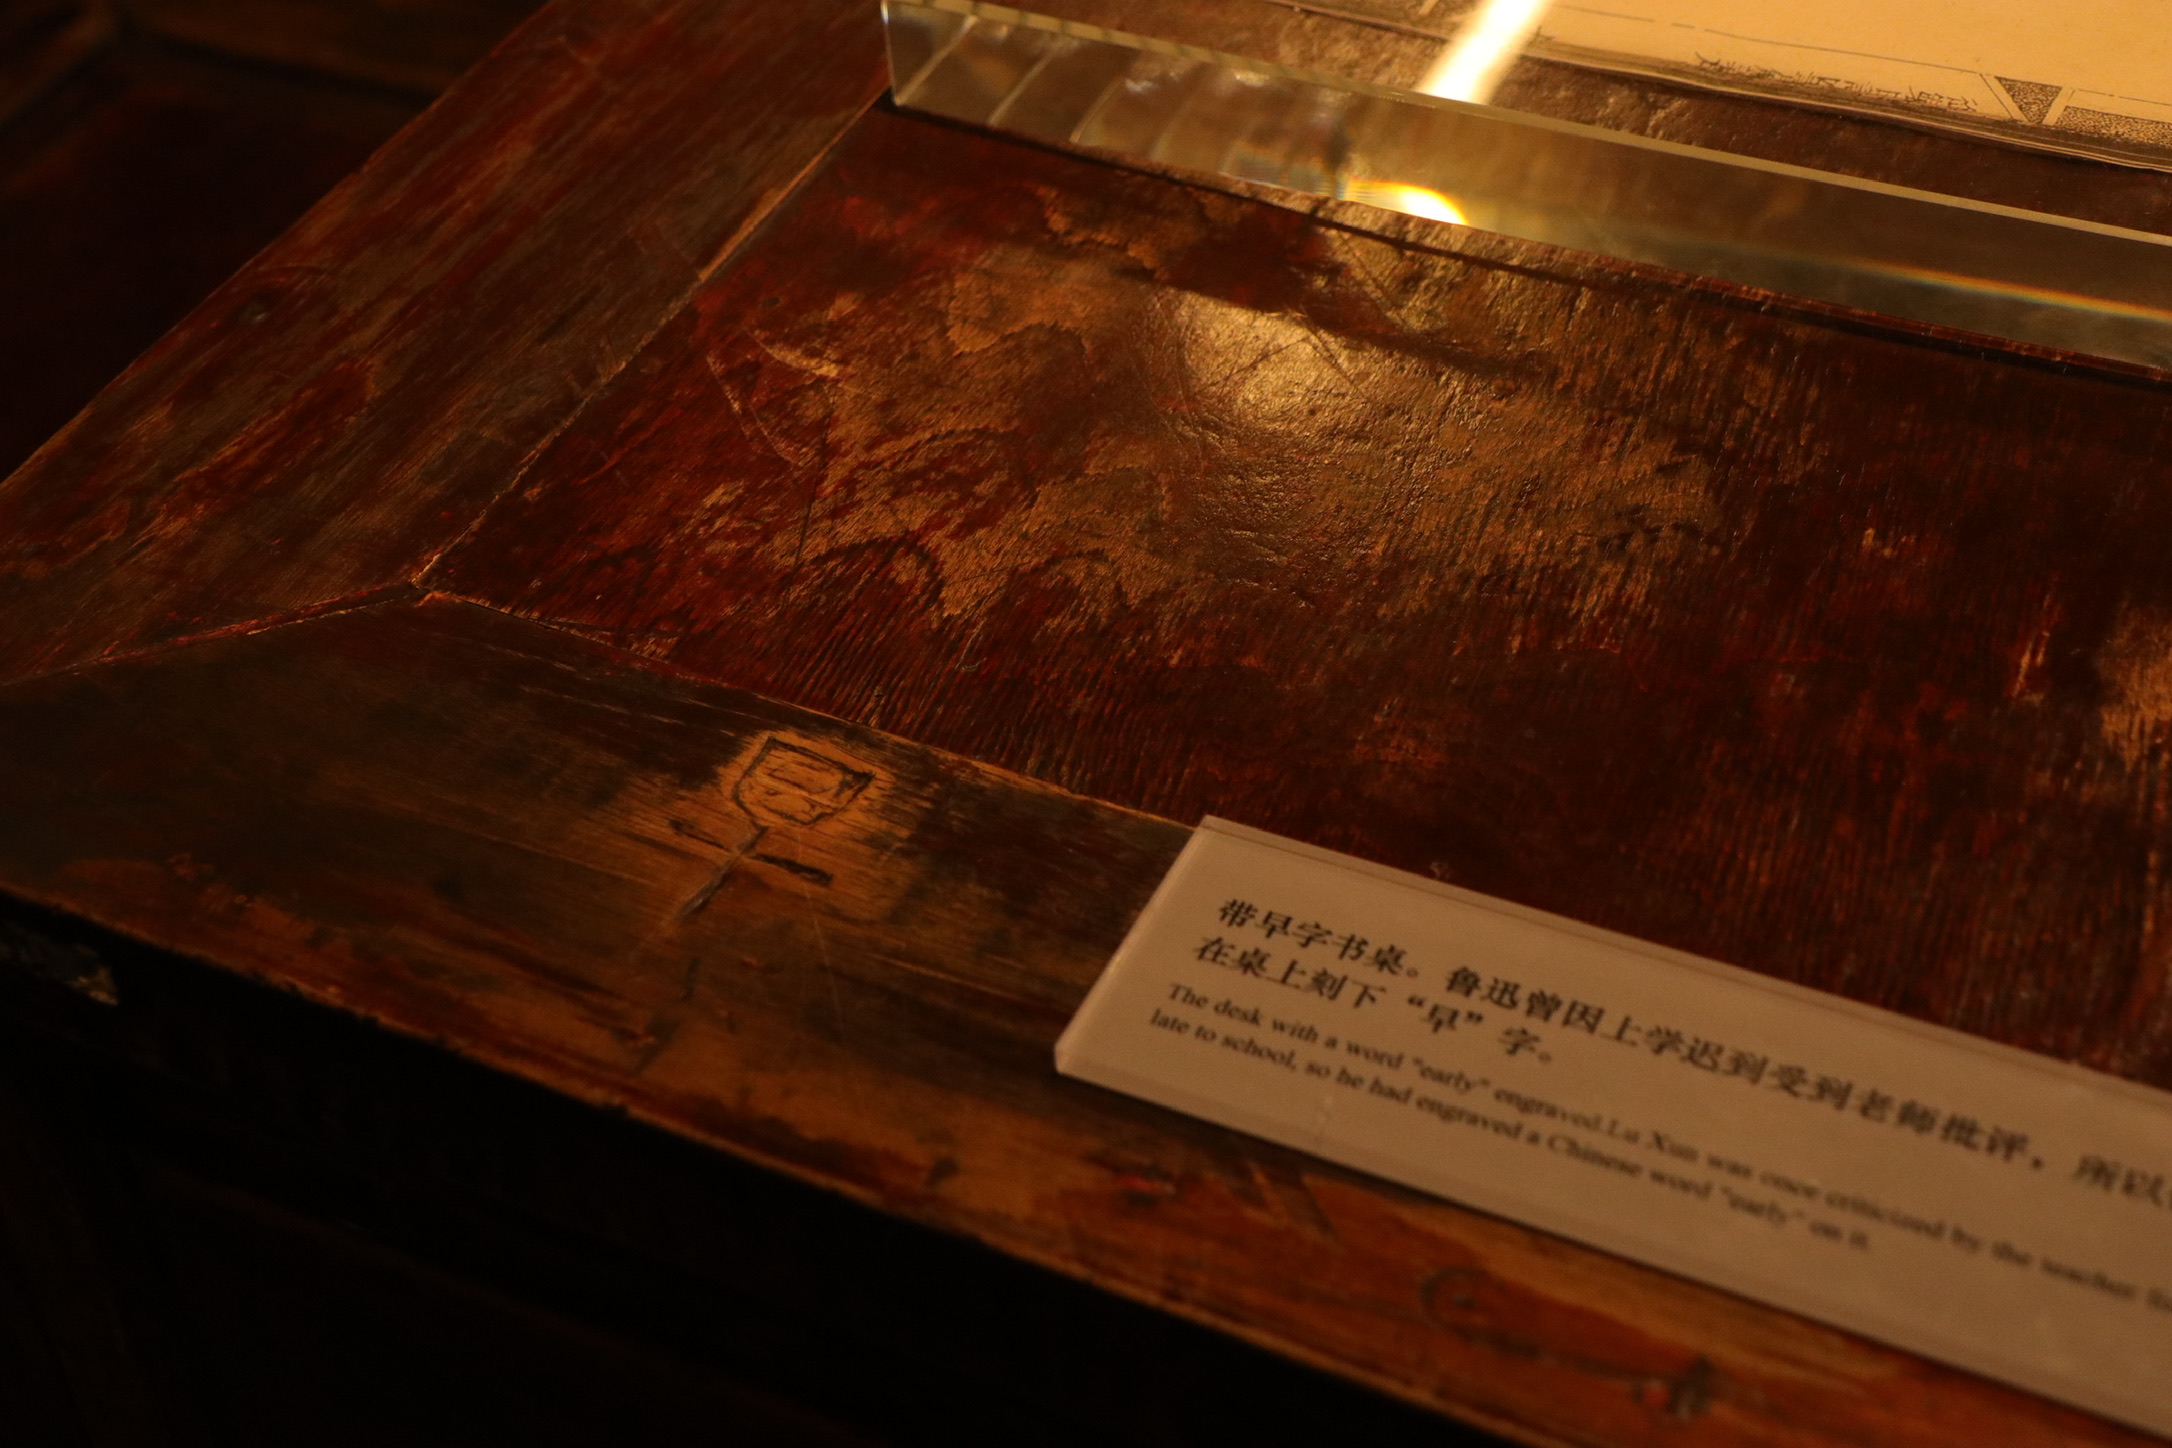 早
带早字书桌。鲁迅曾因上学迟到受到老师批评，所以
在桌上刻下“早”字。
The desk with a word "early" engraved.Lu Xun was once criticized by the teacher for
late to school, so he had engraved a Chinese word "early" on it.